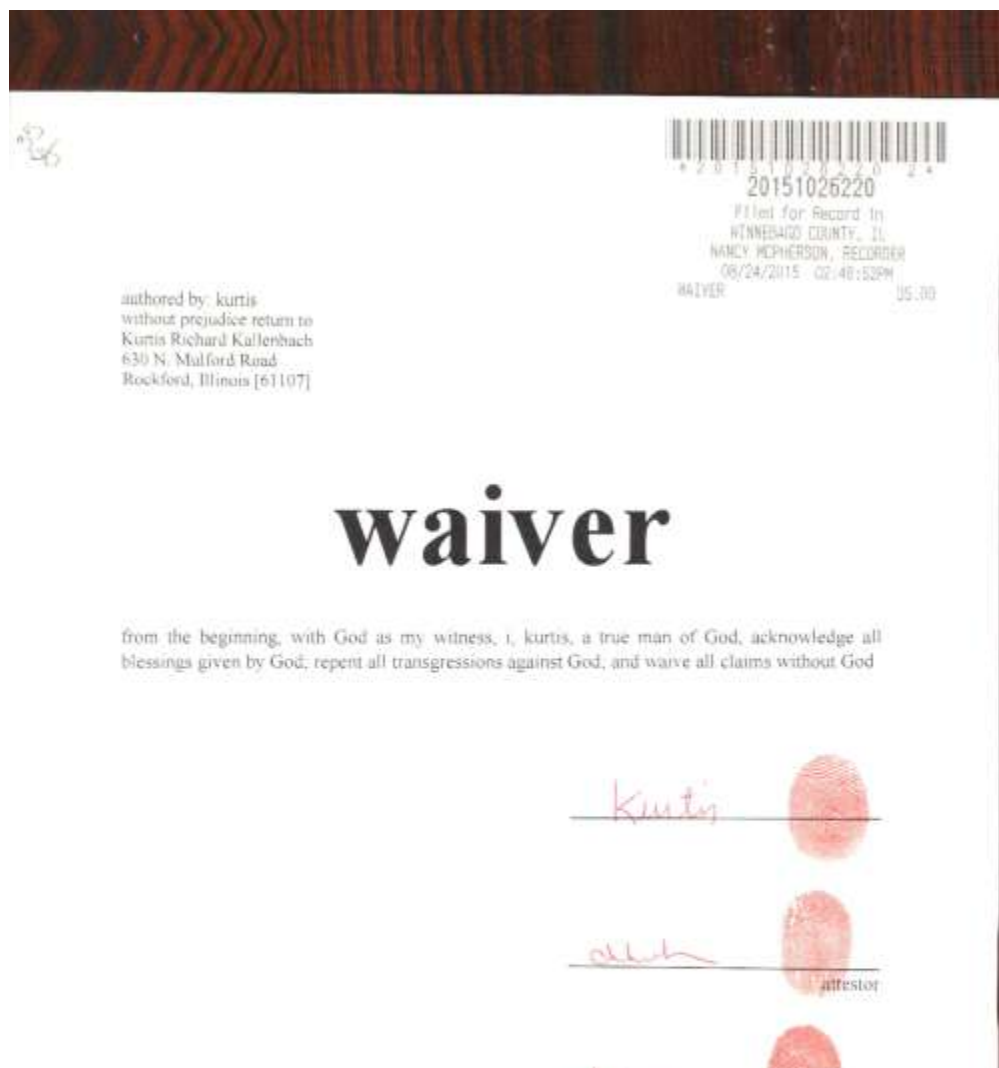 *20151026220 2*
20151026220
Filed for Record in
WINNEBAGO COUNTY, IL
NANCY MCPHERSON, RECORDER
08/24/2015 02:48:52PM
WAIVER
authored by: kurtis
without prejudice return to
Kurtis Richard Kallenbach
630 N. Mulford Road
Rockford, Illinois [61107]
waiver
from the beginning, with God as my witness, i, kurtis, a true man of God, acknowledge all
blessings given by God, repent all transgressions against God, and waive all claims without God
Kurtis
attestor